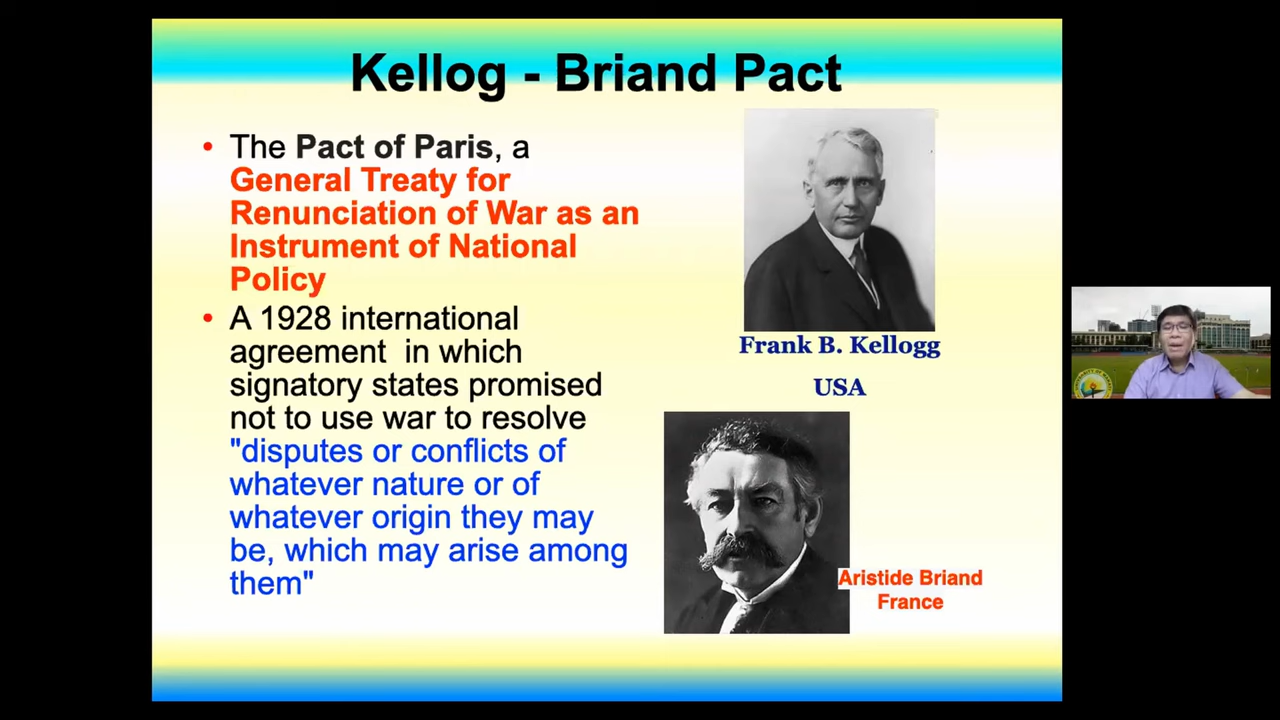 Kellog - Briand Pact
• The Pact of Paris, a
General Treaty for
Renunciation of War as an
Instrument of National
Policy
• A 1928 international
agreement in which
signatory states promised
not to use war to resolve
"disputes or conflicts of
whatever nature or of
whatever origin they may
be, which may arise among
them"
Frank B. Kellogg
USA
Aristide Briand
France